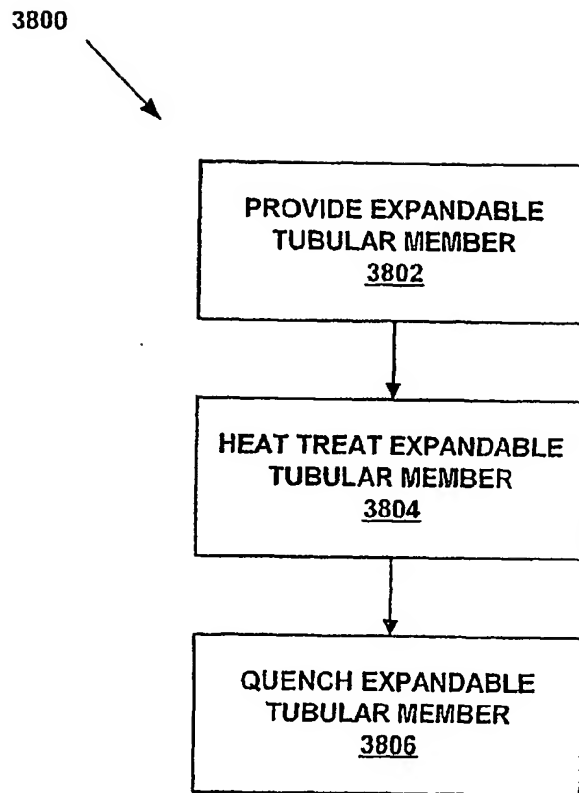 3800
PROVIDE EXPANDABLE
TUBULAR MEMBER
3802
HEAT TREAT EXPANDABLE
TUBULAR MEMBER
3804
QUENCH EXPANDABLE
TUBULAR MEMBER
3806